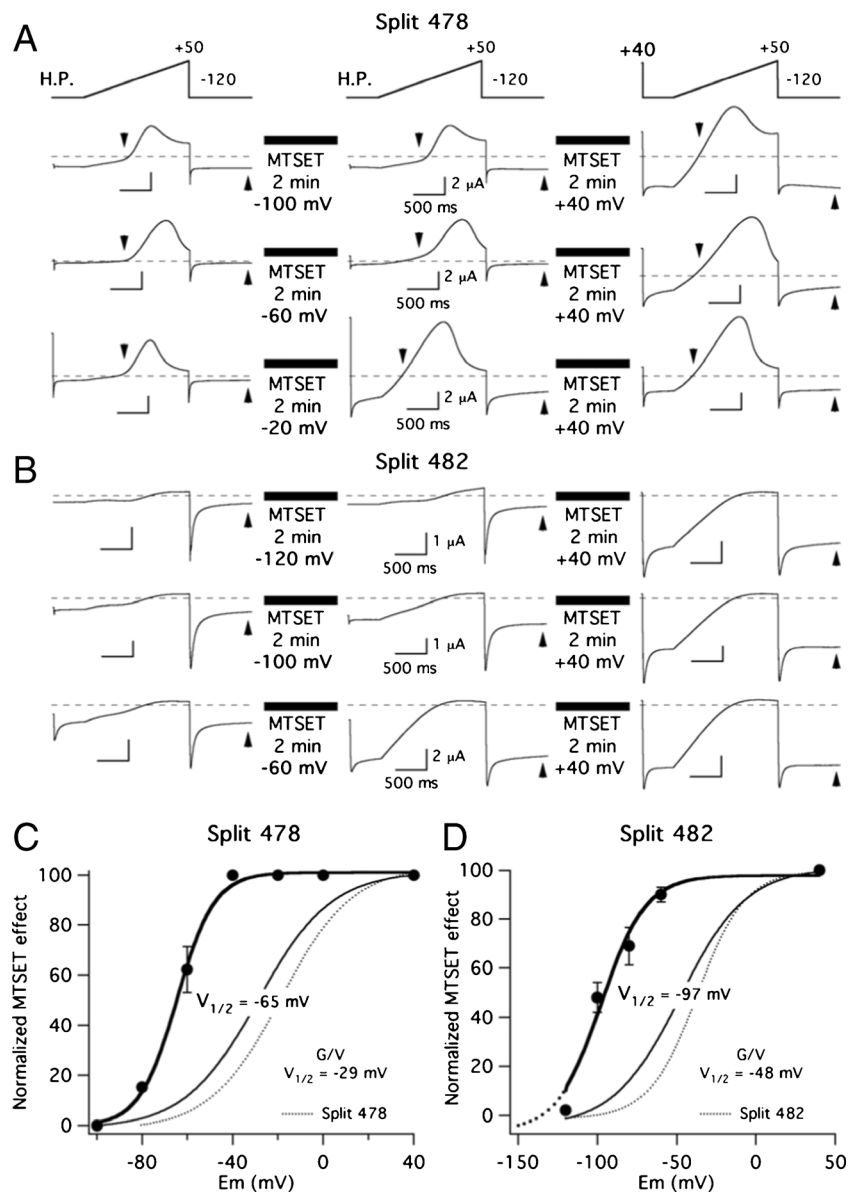 A
Split 478
H.P.
+50
-120
H.P.
+50
-120
+40
+50
-120
MTSET
2 min
-100 mV
2 μA
500 ms
MTSET
2 min
+40 mV
MTSET
2 min
-60 mV
2 μA
500 ms
MTSET
2 min
+40 mV
MTSET
2 min
-20 mV
2 μA
500 ms
MTSET
2 min
+40 mV
B
Split 482
MTSET
2 min
-120 mV
1 μA
500 ms
MTSET
2 min
+40 mV
MTSET
2 min
-100 mV
1 μA
500 ms
MTSET
2 min
+40 mV
MTSET
2 min
-60 mV
2 μA
500 ms
MTSET
2 min
+40 mV
C
Split 478
Normalized MTSET effect
100
80
60
40
20
0
V1/2 = -65 mV
G/V
V1/2 = -29 mV
Split 478
-80
-40
0
40
Em (mV)
D
Split 482
Normalized MTSET effect
100
80
60
40
20
0
V1/2 = -97 mV
G/V
V1/2 = -48 mV
Split 482
-150
-100
-50
0
50
Em (mV)